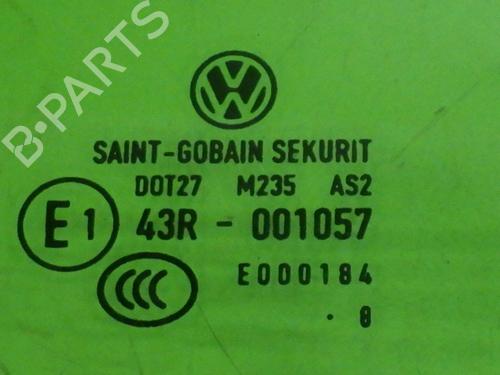 B-PARTS
SAINT-GOBAIN SEKURIT
DOT27 M235 AS2
E1 43R - 001057
E000184
CCC
. 8